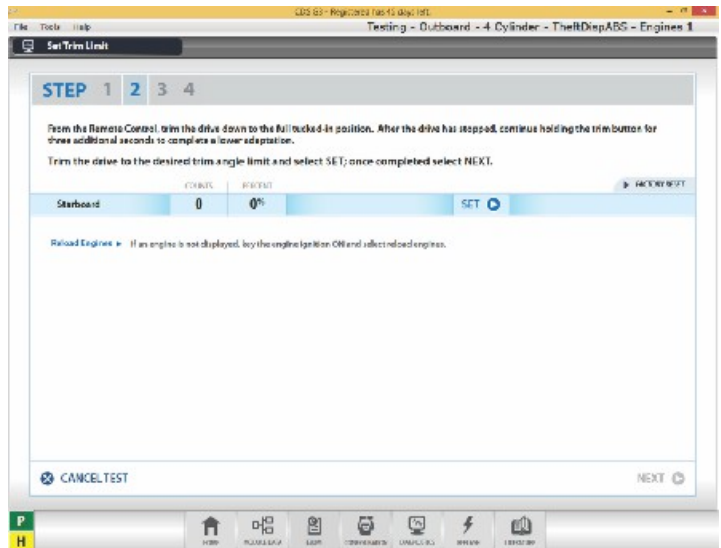 CDS G3 - Registered has 45 days left.
File Tools Help
Testing - Outboard - 4 Cylinder - TheftDispABS - Engines 1
Set Trim Limit
STEP 1 2 3 4
From the Remote Control, trim the drive down to the full tucked-in position. After the drive has stopped, continue holding the trim button for
three additional seconds to complete a lower adaptation.
Trim the drive to the desired trim angle limit and select SET; once completed select NEXT.
COUNTS PERCENT
FACTORY RESET
Starboard 0 0% SET
Reload Engines If an engine is not displayed, key the engine ignition ON and select reload engines.
CANCEL TEST NEXT
P
H
HOME